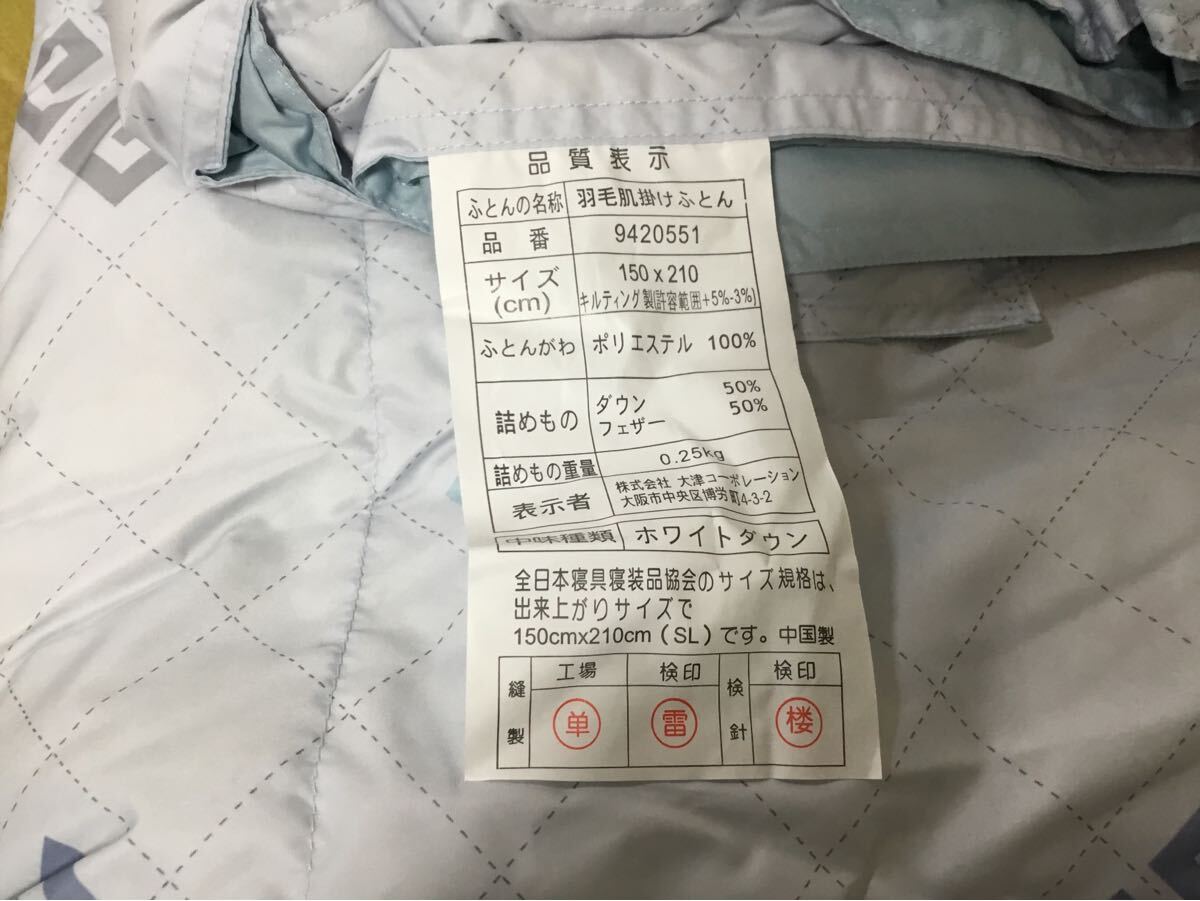 品質表示
ふとんの名称 羽毛肌掛けふとん
品番 9420551
サイズ(cm) 150x210
キルティング製(許容範囲+5%-3%)
ふとんがわ ポリエステル 100%
詰めもの ダウン 50%
フェザー 50%
詰めもの重量 0.25kg
表示者 株式会社 大津コーポレーション
大阪市中央区博労町4-3-2
中味種類 ホワイトダウン
全日本寝具寝装品協会のサイズ規格は、
出来上がりサイズで
150cmx210cm(SL)です。中国製
縫製 工場 検印 検針 検印
単 雷 楼